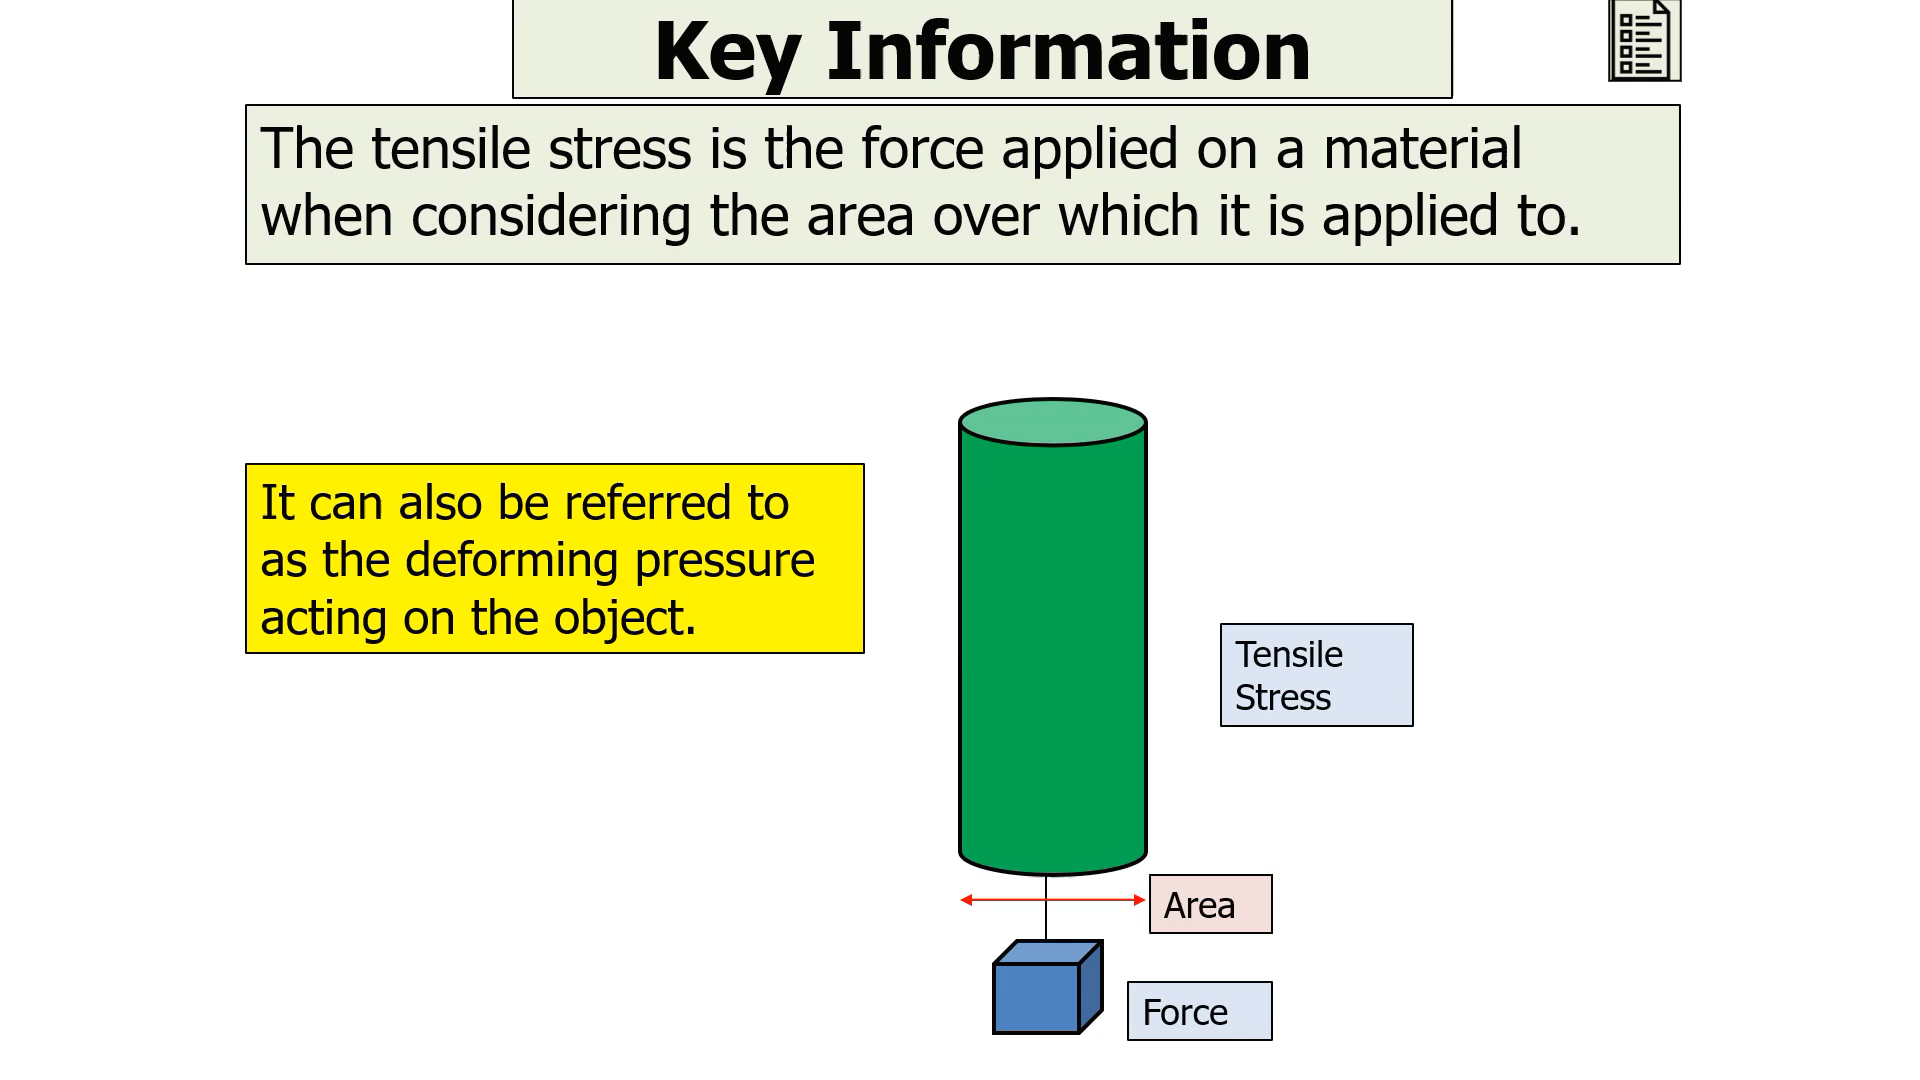 Key Information
The tensile stress is the force applied on a material
when considering the area over which it is applied to.
It can also be referred to
as the deforming pressure
acting on the object.
Tensile
Stress
Area
Force